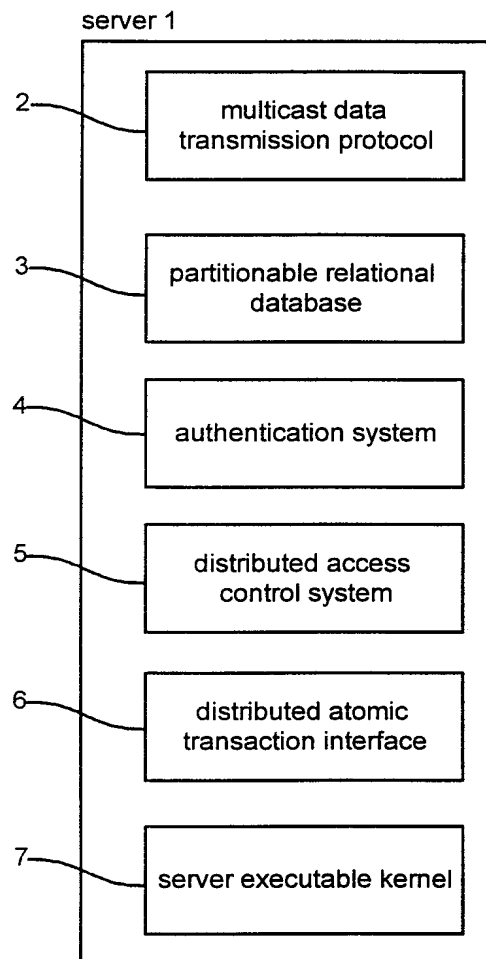 server 1
2
multicast data
transmission protocol
3
partitionable relational
database
4
authentication system
5
distributed access
control system
6
distributed atomic
transaction interface
7
server executable kernel